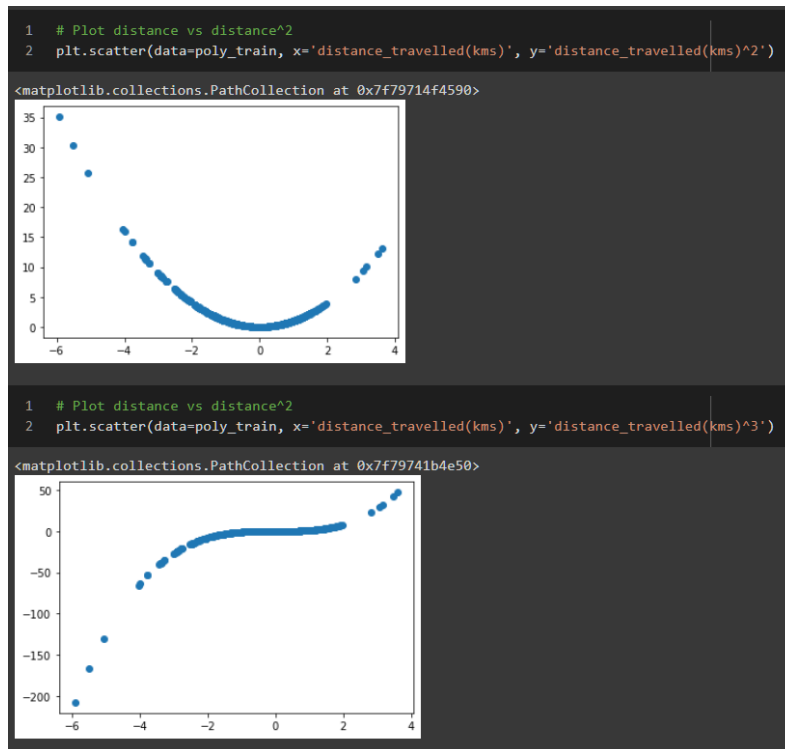 1 # Plot distance vs distance^2
2 plt.scatter(data=poly_train, x='distance_travelled(kms)', y='distance_travelled(kms)^2')
<matplotlib.collections.PathCollection at 0x7f79714f4590>
35
30
25
20
15
10
5
0
−6 −4 −2 0 2 4
1 # Plot distance vs distance^2
2 plt.scatter(data=poly_train, x='distance_travelled(kms)', y='distance_travelled(kms)^3')
<matplotlib.collections.PathCollection at 0x7f79741b4e50>
50
0
−50
−100
−150
−200
−6 −4 −2 0 2 4